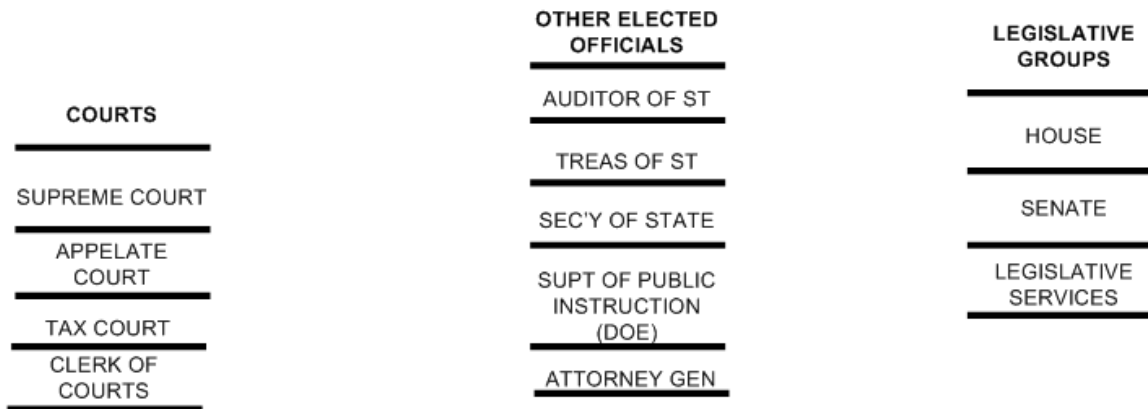 COURTS
SUPREME COURT
APPELATE
COURT
TAX COURT
CLERK OF
COURTS
OTHER ELECTED
OFFICIALS
AUDITOR OF ST
TREAS OF ST
SEC'Y OF STATE
SUPT OF PUBLIC
INSTRUCTION
(DOE)
ATTORNEY GEN
LEGISLATIVE
GROUPS
HOUSE
SENATE
LEGISLATIVE
SERVICES